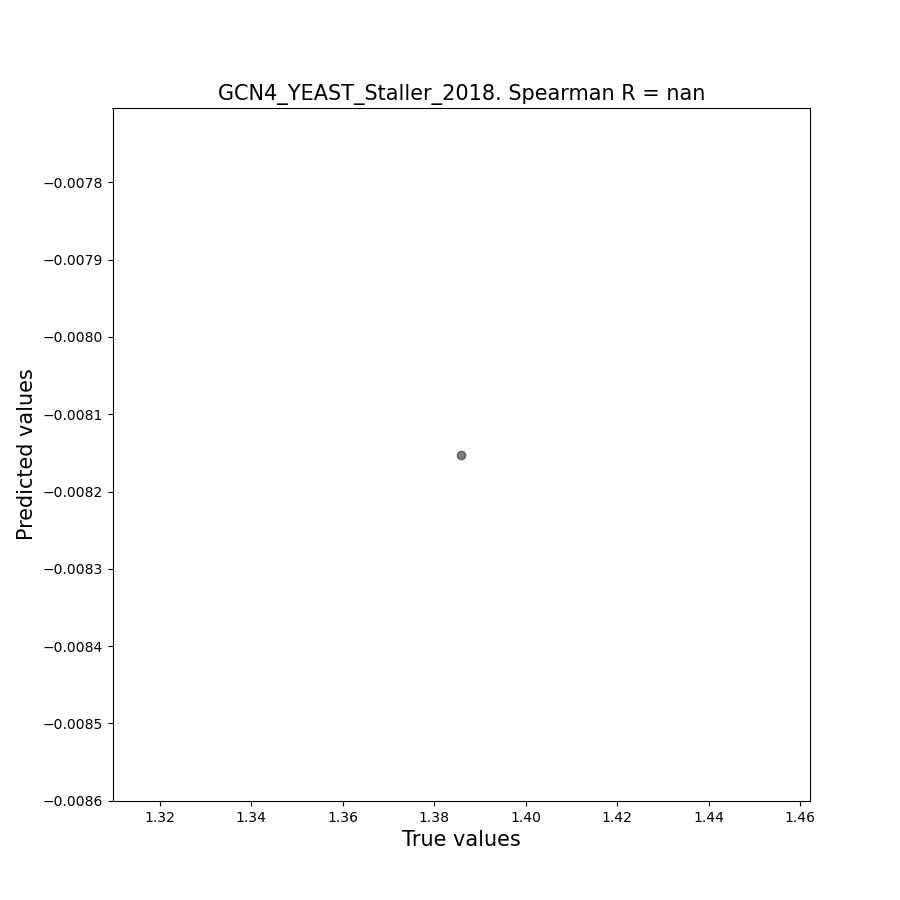 GCN4_YEAST_Staller_2018. Spearman R = nan
Predicted values
−0.0078
−0.0079
−0.0080
−0.0081
−0.0082
−0.0083
−0.0084
−0.0085
−0.0086
1.32 1.34 1.36 1.38 1.40 1.42 1.44 1.46
True values